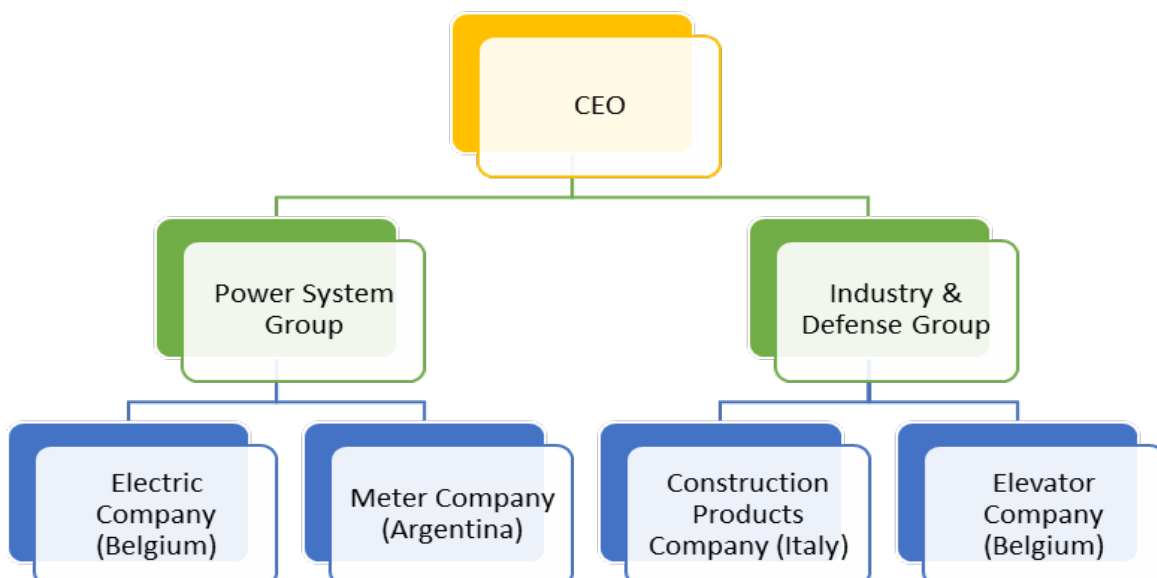 CEO
Power System
Group
Industry &
Defense Group
Electric
Company
(Belgium)
Meter Company
(Argentina)
Construction
Products
Company (Italy)
Elevator
Company
(Belgium)